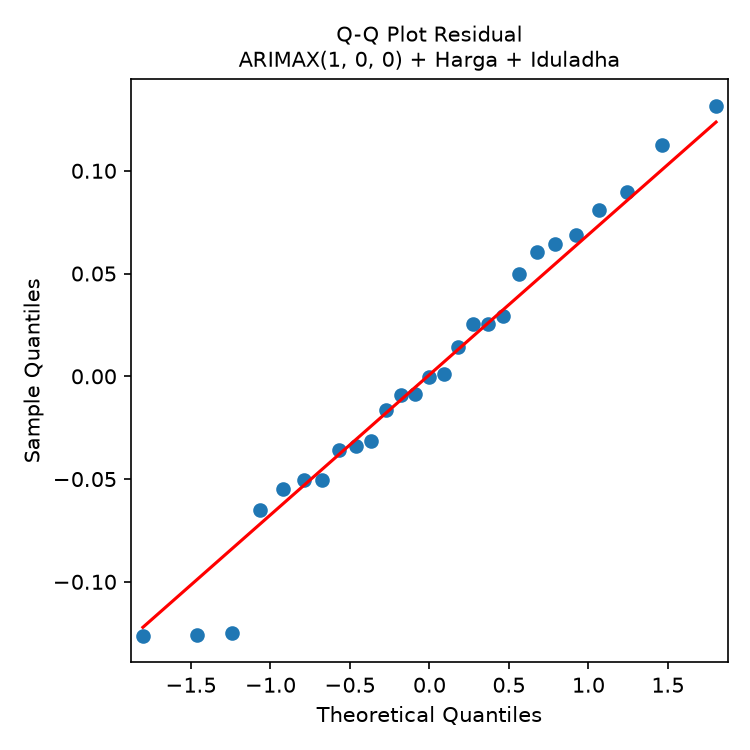 Q-Q Plot Residual
ARIMAX(1, 0, 0) + Harga + Iduladha
0.10
0.05
0.00
−0.05
−0.10
Sample Quantiles
−1.5 −1.0 −0.5 0.0 0.5 1.0 1.5
Theoretical Quantiles